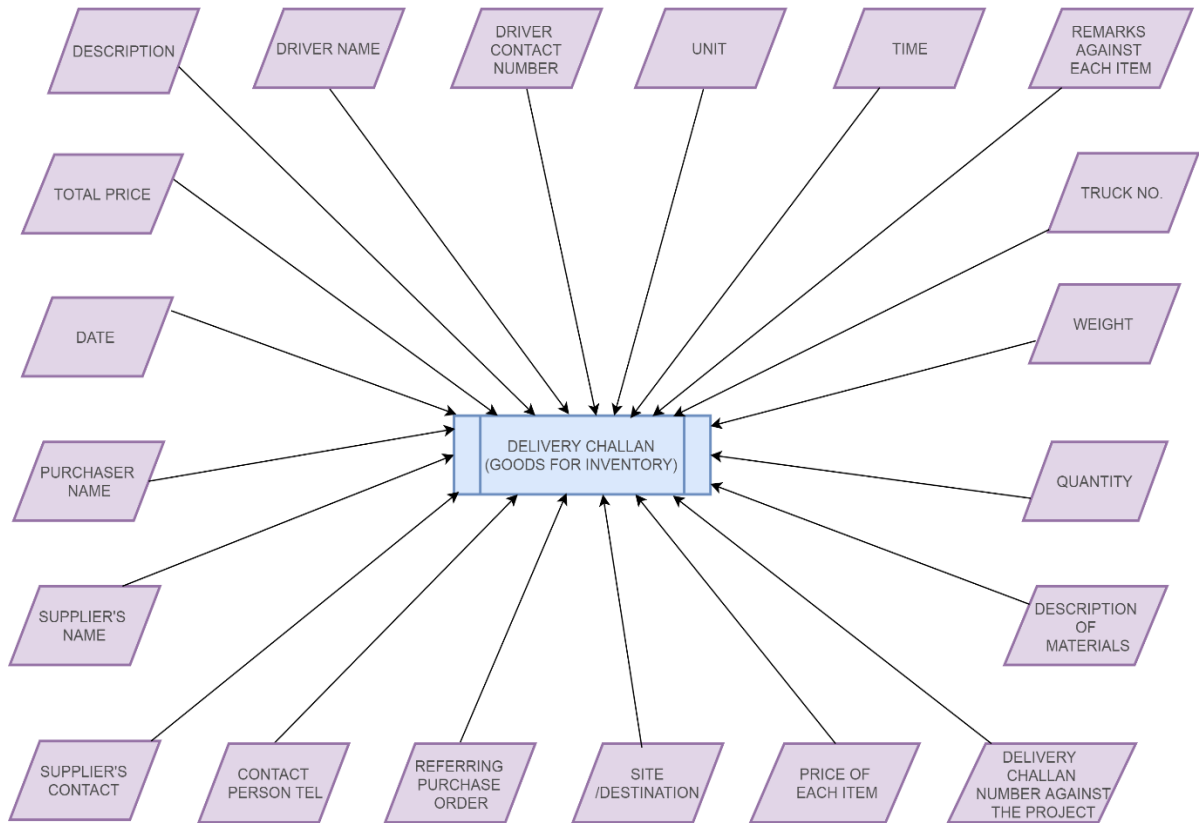 DESCRIPTION
DRIVER NAME
DRIVER
CONTACT
NUMBER
UNIT
TIME
REMARKS
AGAINST
EACH ITEM
TOTAL PRICE
TRUCK NO.
DATE
WEIGHT
DELIVERY CHALLAN
(GOODS FOR INVENTORY)
PURCHASER
NAME
QUANTITY
SUPPLIER'S
NAME
DESCRIPTION
OF
MATERIALS
SUPPLIER'S
CONTACT
CONTACT
PERSON TEL
REFERRING
PURCHASE
ORDER
SITE
/DESTINATION
PRICE OF
EACH ITEM
DELIVERY
CHALLAN
NUMBER AGAINST
THE PROJECT